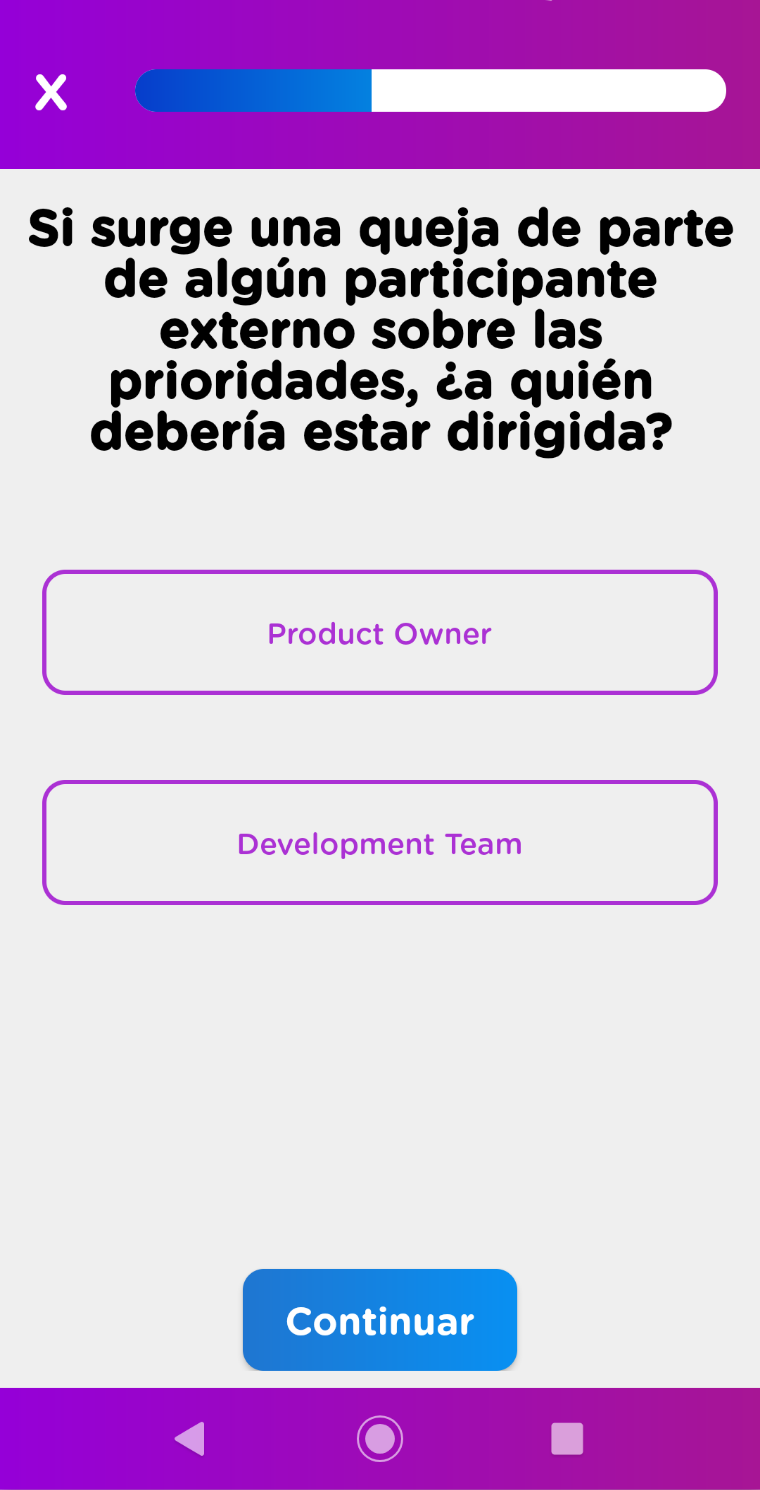 Si surge una queja de parte
de algún participante
externo sobre las
prioridades, ¿a quién
debería estar dirigida?
Product Owner
Development Team
Continuar